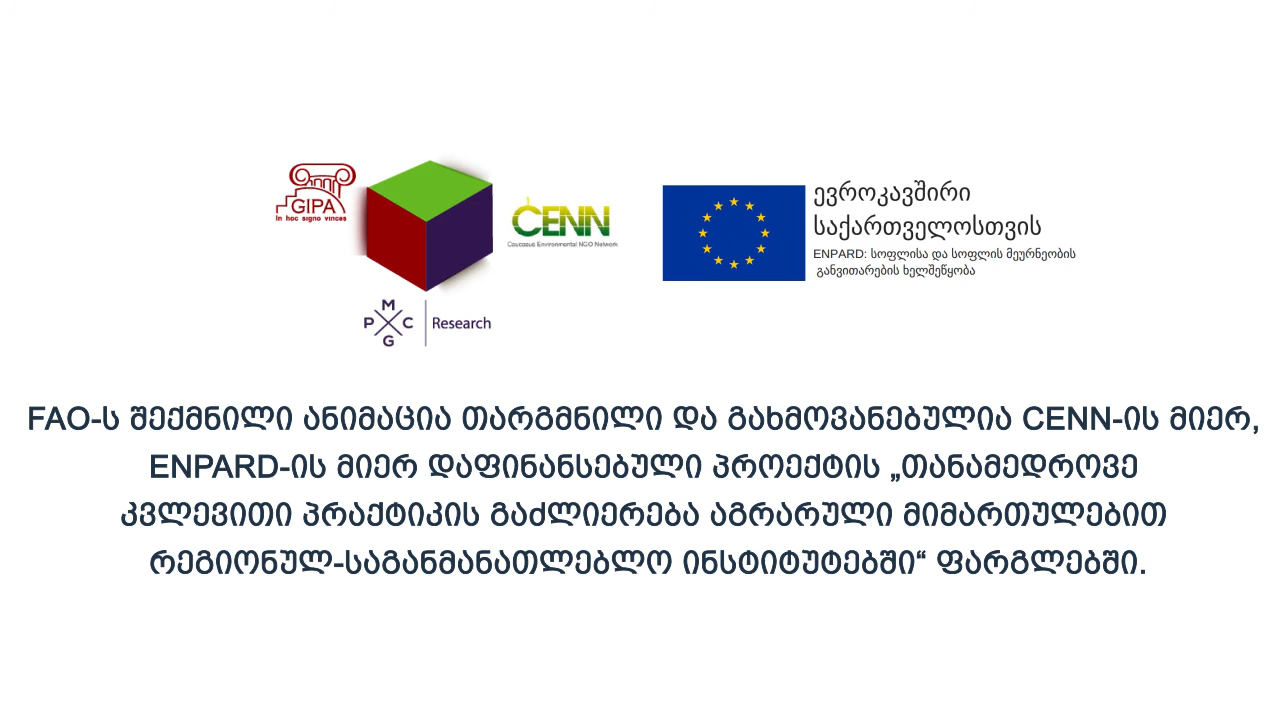 GIPA
In hoc signo vinces
CENN
Caucasus Environmental NGO Network
M
P C
G
Research
ევროკავშირი
საქართველოსთვის
ENPARD: სოფლისა და სოფლის მეურნეობის
განვითარების ხელშეწყობა
FAO-ს შექმნილი ანიმაცია თარგმნილი და გახმოვანებულია CENN-ის მიერ,
ENPARD-ის მიერ დაფინანსებული პროექტის „თანამედროვე
კვლევითი პრაქტიკის გაძლიერება აგრარული მიმართულებით
რეგიონულ-საგანმანათლებლო ინსტიტუტებში“ ფარგლებში.